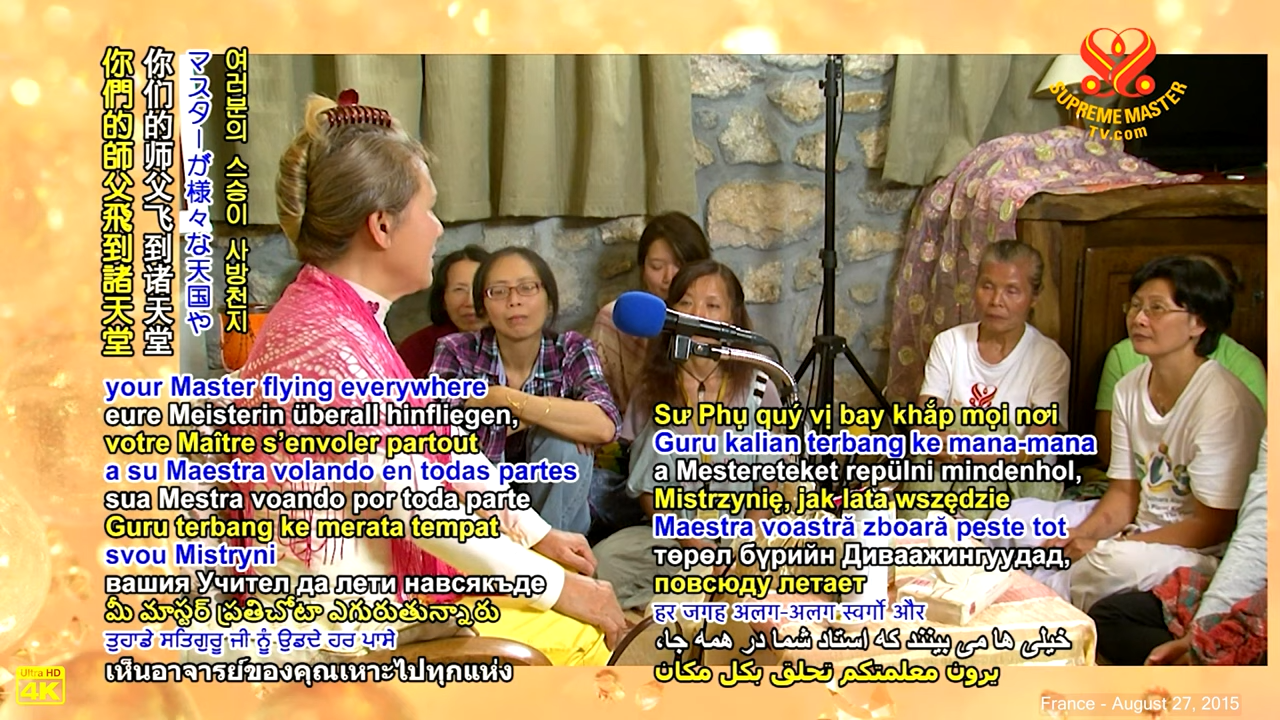 你們的師父飛到諸天堂
你们的师父飞到诸天堂
マスターが様々な天国や
여러분의 스승이 사방천지
SUPREME MASTER
TV.com
your Master flying everywhere
eure Meisterin überall hinfliegen,
votre Maître s’envoler partout
a su Maestra volando en todas partes
sua Mestra voando por toda parte
Guru terbang ke merata tempat
svou Mistryni
вашия Учител да лети навсякъде
మీ మాస్టర్ ప్రతిచోటా ఎగురుతున్నారు
ਤੁਹਾਡੇ ਸਤਿਗੁਰੂ ਜੀ ਨੂੰ ਉਡਦੇ ਹਰ ਪਾਸੇ
เห็นอาจารย์ของคุณเหาะไปทุกแห่ง
Sư Phụ quý vị bay khắp mọi nơi
Guru kalian terbang ke mana-mana
a Mestereteket repülni mindenhol,
Mistrzynię, jak lata wszędzie
Maestra voastră zboară peste tot
төрөл бүрийн Диваажингуудад,
повсюду летает
हर जगह अलग-अलग स्वर्गो और
خیلی ها می بینند که استاد شما در همه جا،
يرون معلمتكم تحلق بكل مكان
Ultra HD
4K
France - August 27, 2015